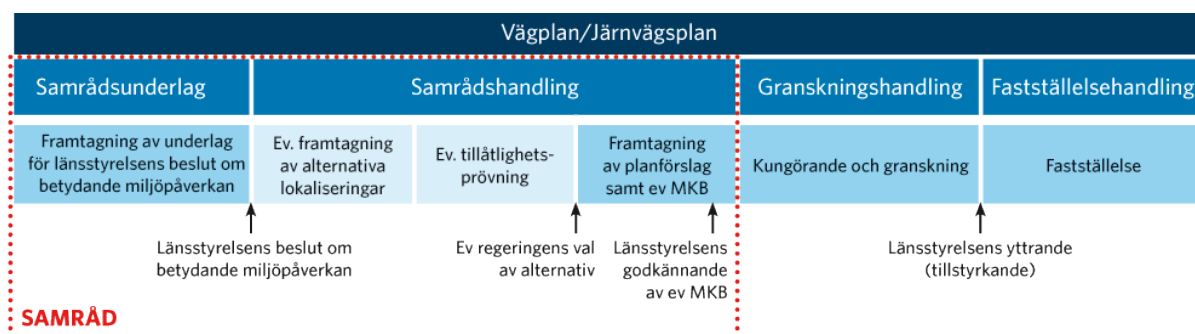 Vägplan/Järnvägsplan
Samrådsunderlag
Samrådshandling
Granskningshandling
Fastställelsehandling
Framtagning av underlag
för länsstyrelsens beslut om
betydande miljöpåverkan
Ev. framtagning
av alternativa
lokaliseringar
Ev. tillåtlighets-
prövning
Framtagning
av planförslag
samt ev MKB
Kungörande och granskning
Fastställelse
Länsstyrelsens beslut om
betydande miljöpåverkan
Ev regeringens val
av alternativ
Länsstyrelsens
godkännande
av ev MKB
Länsstyrelsens yttrande
(tillstyrkande)
SAMRÅD